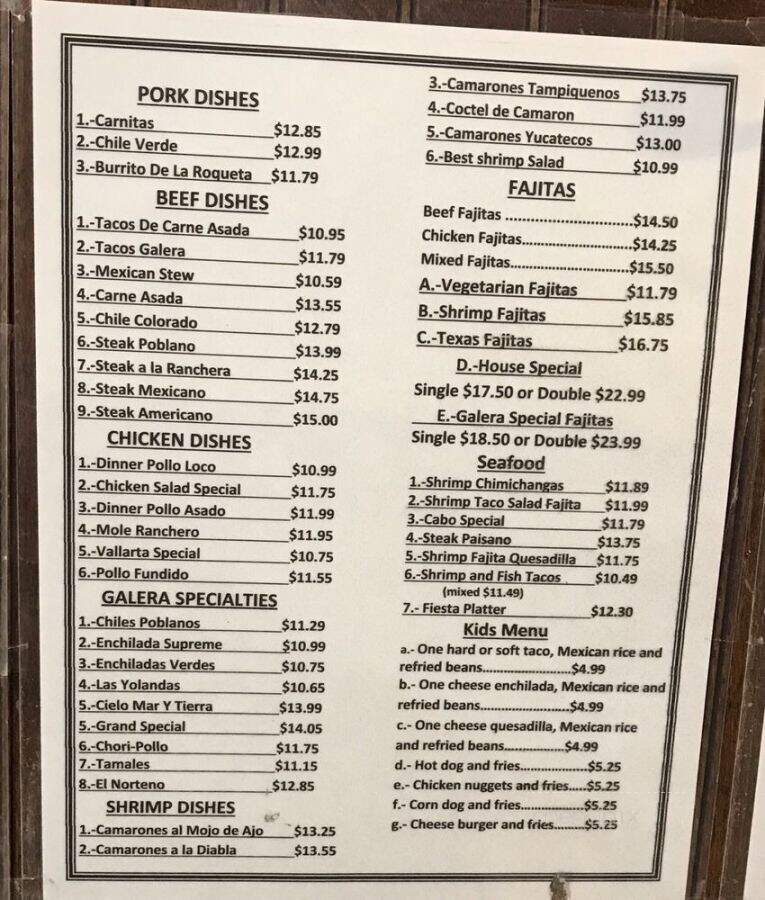 PORK DISHES
1.-Carnitas $12.85
2.-Chile Verde $12.99
3.-Burrito De La Roqueta $11.79
BEEF DISHES
1.-Tacos De Carne Asada $10.95
2.-Tacos Galera $11.79
3.-Mexican Stew $10.59
4.-Carne Asada $13.55
5.-Chile Colorado $12.79
6.-Steak Poblano $13.99
7.-Steak a la Ranchera $14.25
8.-Steak Mexicano $14.75
9.-Steak Americano $15.00
CHICKEN DISHES
1.-Dinner Pollo Loco $10.99
2.-Chicken Salad Special $11.75
3.-Dinner Pollo Asado $11.99
4.-Mole Ranchero $11.95
5.-Vallarta Special $10.75
6.-Pollo Fundido $11.55
GALERA SPECIALTIES
1.-Chiles Poblanos $11.29
2.-Enchilada Supreme $10.99
3.-Enchiladas Verdes $10.75
4.-Las Yolandas $10.65
5.-Cielo Mar Y Tierra $13.99
5.-Grand Special $14.05
6.-Chori-Pollo $11.75
7.-Tamales $11.15
8.-El Norteno $12.85
SHRIMP DISHES
1.-Camarones al Mojo de Ajo $13.25
2.-Camarones a la Diabla $13.55
3.-Camarones Tampiquenos $13.75
4.-Coctel de Camaron $11.99
5.-Camarones Yucatecos $13.00
6.-Best shrimp Salad $10.99
FAJITAS
Beef Fajitas ..............................$14.50
Chicken Fajitas..........................$14.25
Mixed Fajitas............................$15.50
A.-Vegetarian Fajitas $11.79
B.-Shrimp Fajitas $15.85
C.-Texas Fajitas $16.75
D.-House Special
Single $17.50 or Double $22.99
E.-Galera Special Fajitas
Single $18.50 or Double $23.99
Seafood
1.-Shrimp Chimichangas $11.89
2.-Shrimp Taco Salad Fajita $11.99
3.-Cabo Special $11.79
4.-Steak Paisano $13.75
5.-Shrimp Fajita Quesadilla $11.75
6.-Shrimp and Fish Tacos $10.49
(mixed $11.49)
7.- Fiesta Platter $12.30
Kids Menu
a.- One hard or soft taco, Mexican rice and
refried beans......................$4.99
b.- One cheese enchilada, Mexican rice and
refried beans......................$4.99
c.- One cheese quesadilla, Mexican rice
and refried beans...............$4.99
d.- Hot dog and fries.................$5.25
e.- Chicken nuggets and fries.....$5.25
f.- Corn dog and fries................$5.25
g.- Cheese burger and fries.........$5.25